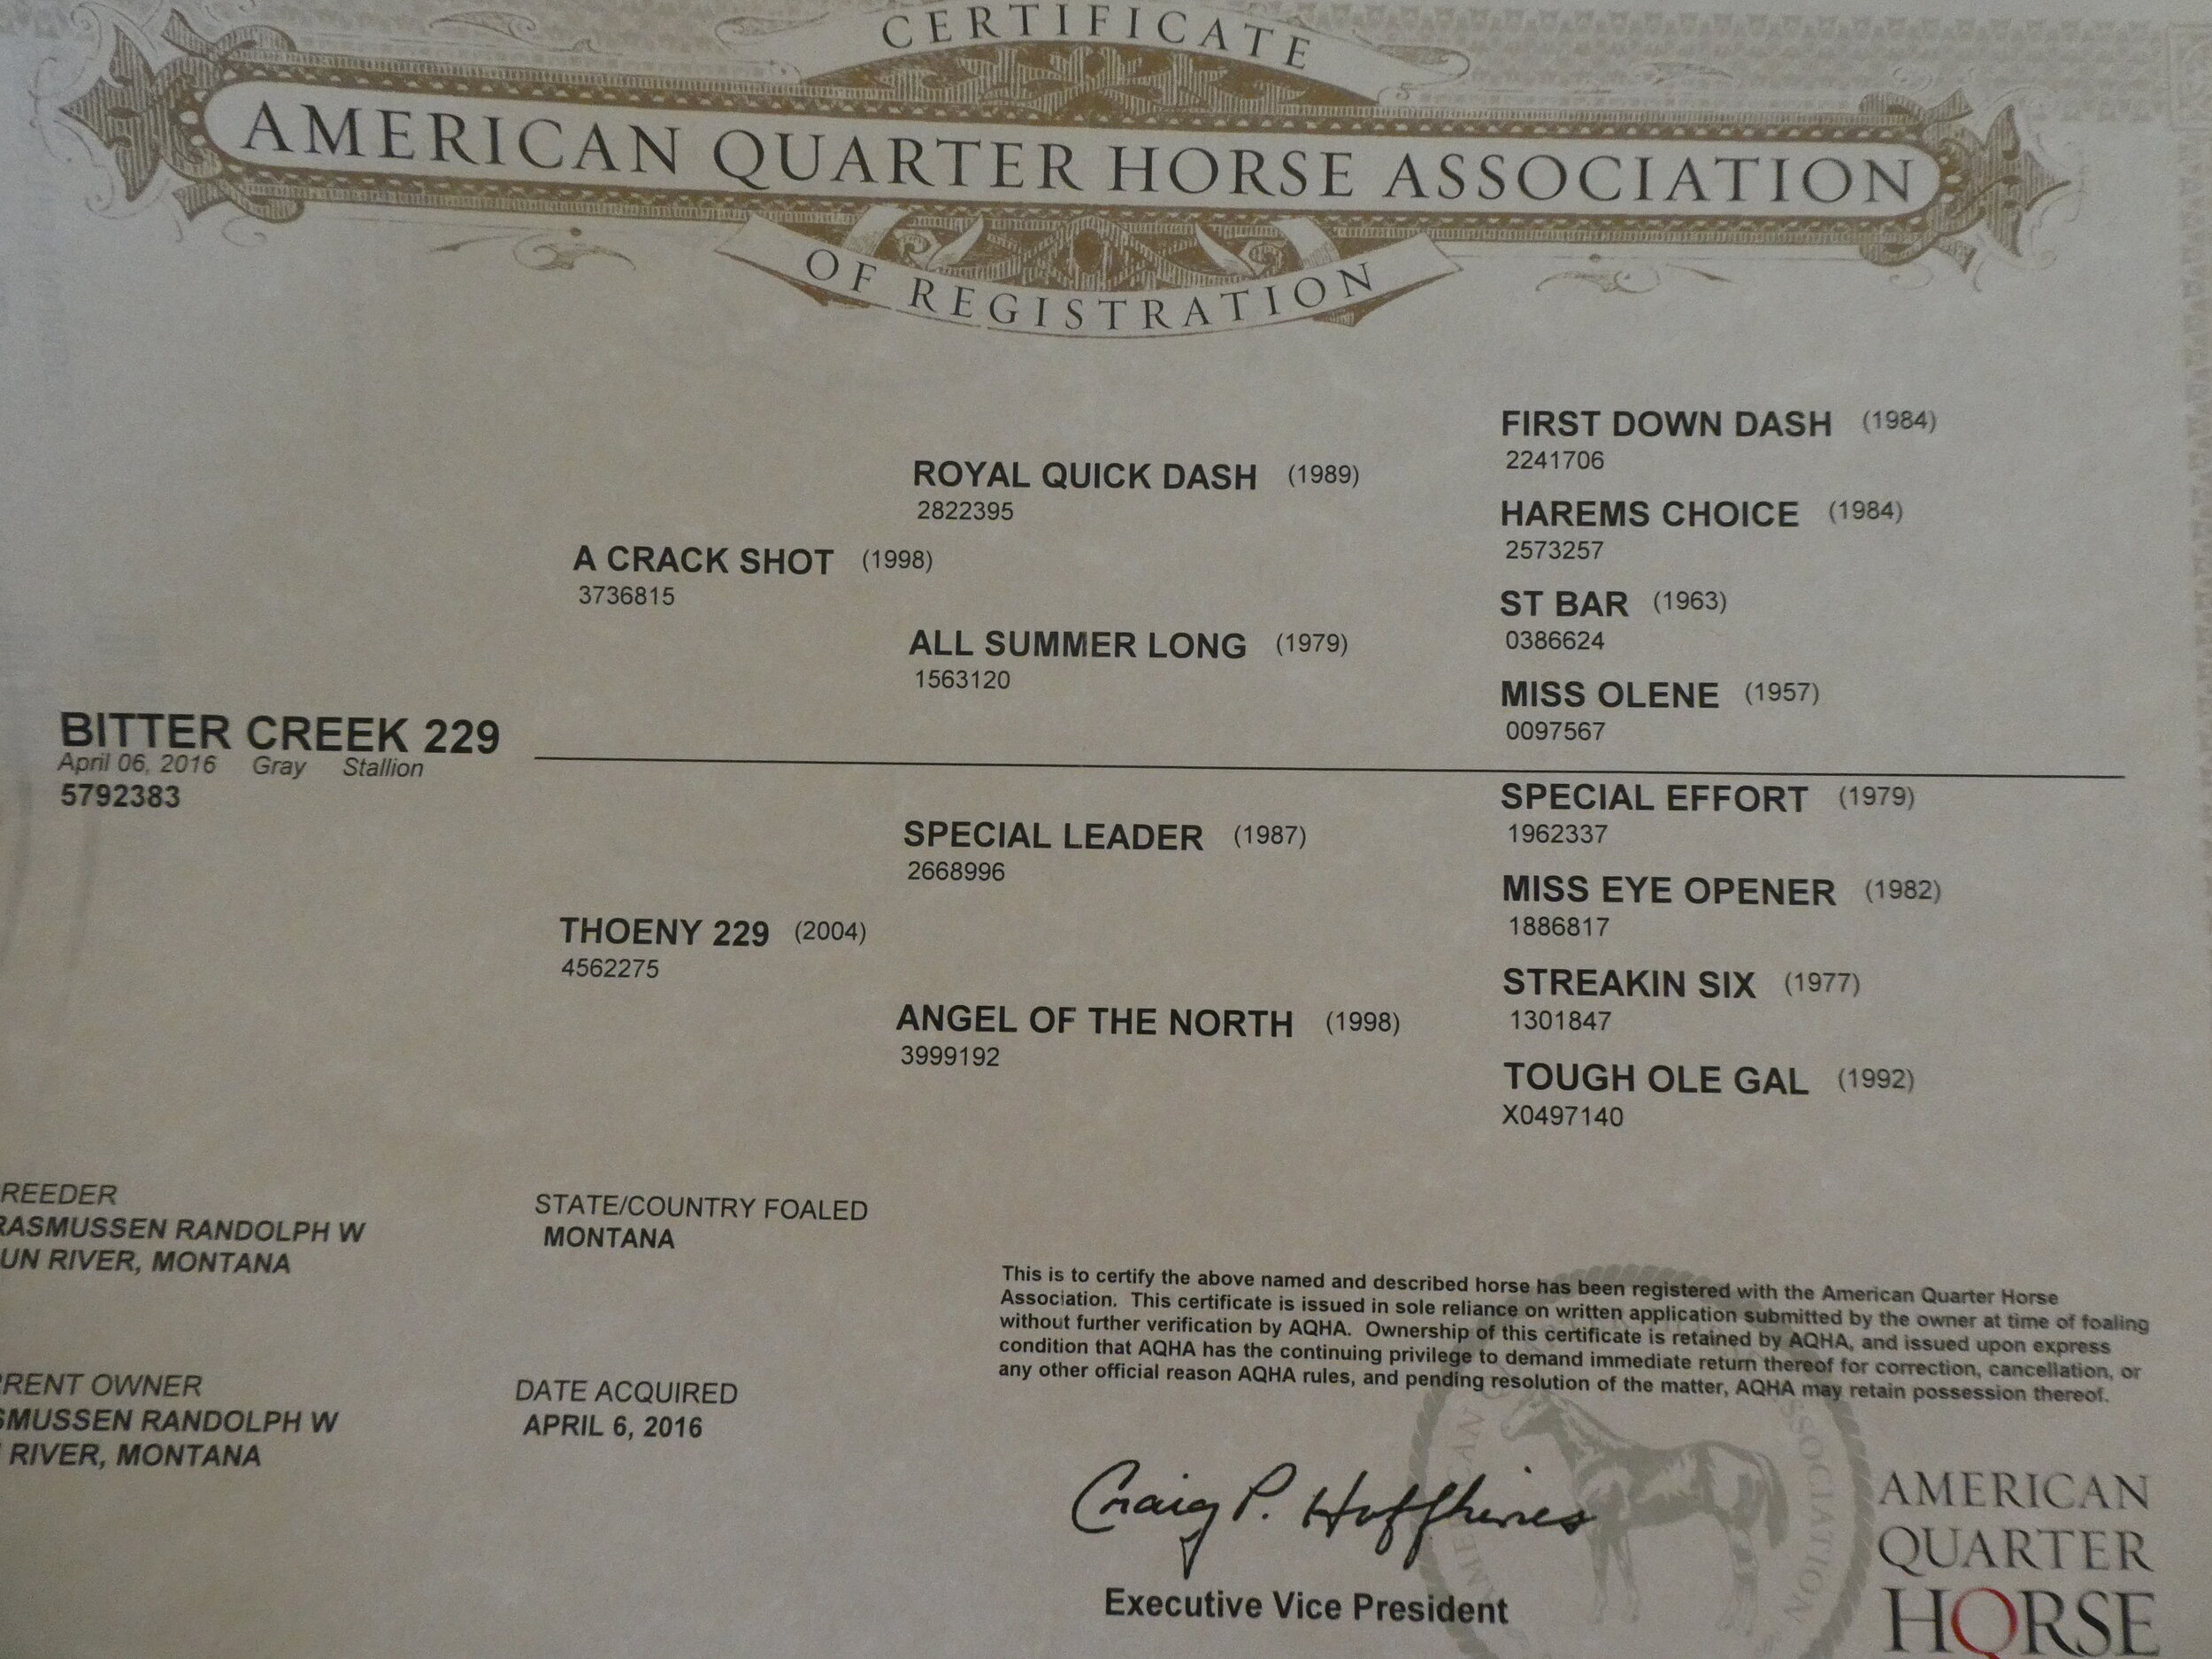 CERTIFICATE
AMERICAN QUARTER HORSE ASSOCIATION
OF REGISTRATION
FIRST DOWN DASH (1984)
2241706
ROYAL QUICK DASH (1989)
2822395
HAREMS CHOICE (1984)
2573257
A CRACK SHOT (1998)
3736815
ST BAR (1963)
0386624
ALL SUMMER LONG (1979)
1563120
MISS OLENE (1957)
0097567
BITTER CREEK 229
April 06, 2016 Gray Stallion
5792383
SPECIAL EFFORT (1979)
1962337
SPECIAL LEADER (1987)
2668996
MISS EYE OPENER (1982)
1886817
THOENY 229 (2004)
4562275
STREAKIN SIX (1977)
1301847
ANGEL OF THE NORTH (1998)
3999192
TOUGH OLE GAL (1992)
X0497140
REEDER
RASMUSSEN RANDOLPH W
UN RIVER, MONTANA
STATE/COUNTRY FOALED
MONTANA
RENT OWNER
SMUSSEN RANDOLPH W
RIVER, MONTANA
DATE ACQUIRED
APRIL 6, 2016
This is to certify the above named and described horse has been registered with the American Quarter Horse
Association. This certificate is issued in sole reliance on written application submitted by the owner at time of foaling
without further verification by AQHA. Ownership of this certificate is retained by AQHA, and issued upon express
condition that AQHA has the continuing privilege to demand immediate return thereof for correction, cancellation, or
any other official reason AQHA rules, and pending resolution of the matter, AQHA may retain possession thereof.
Craig P. Huffhines
Executive Vice President
AMERICAN
QUARTER
HORSE